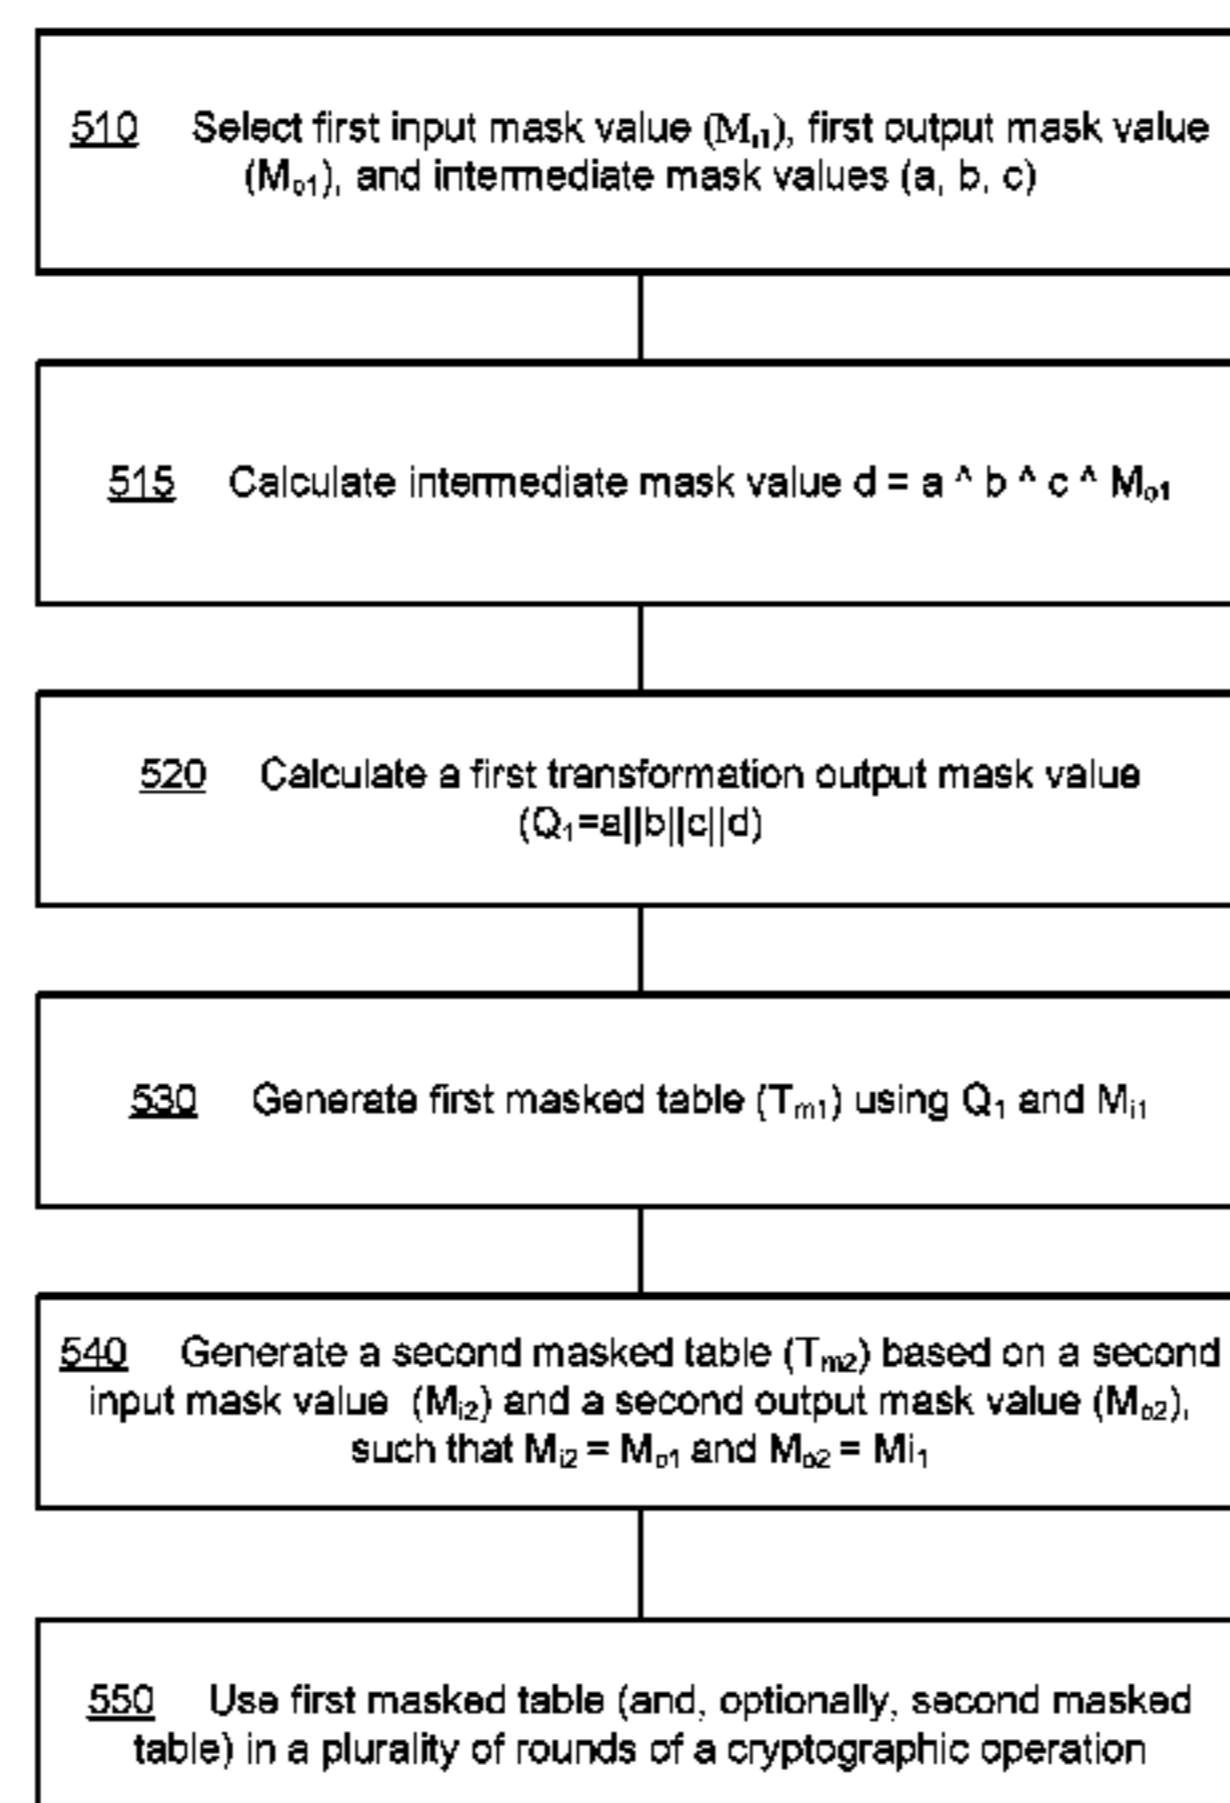 510 Select first input mask value (Mᵢ₁), first output mask value
(Mₒ₁), and intermediate mask values (a, b, c)
515 Calculate intermediate mask value d = a ^ b ^ c ^ Mₒ₁
520 Calculate a first transformation output mask value
(Q₁=a||b||c||d)
530 Generate first masked table (Tₘ₁) using Q₁ and Mᵢ₁
540 Generate a second masked table (Tₘ₂) based on a second
input mask value (Mᵢ₂) and a second output mask value (Mₒ₂),
such that Mᵢ₂ = Mₒ₁ and Mₒ₂ = Mi₁
550 Use first masked table (and, optionally, second masked
table) in a plurality of rounds of a cryptographic operation